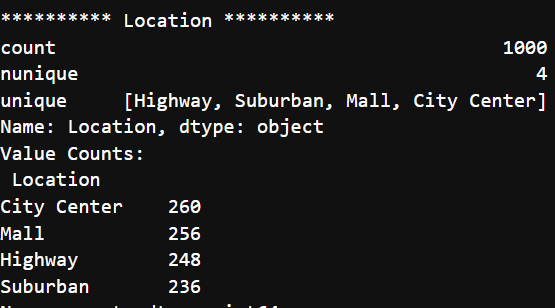 ********** Location **********
count 1000
nunique 4
unique [Highway, Suburban, Mall, City Center]
Name: Location, dtype: object
Value Counts:
Location
City Center 260
Mall 256
Highway 248
Suburban 236